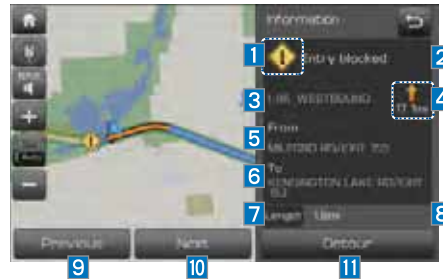 Information
1
Entry blocked
2
N
3
I-96, WESTBOUND
4
5
From
MILFORD RD/EXIT 155
6
To
KENSINGTON LAKE RD/EXIT
153
7
Length
8
Previous
Next
Detour
9
10
11